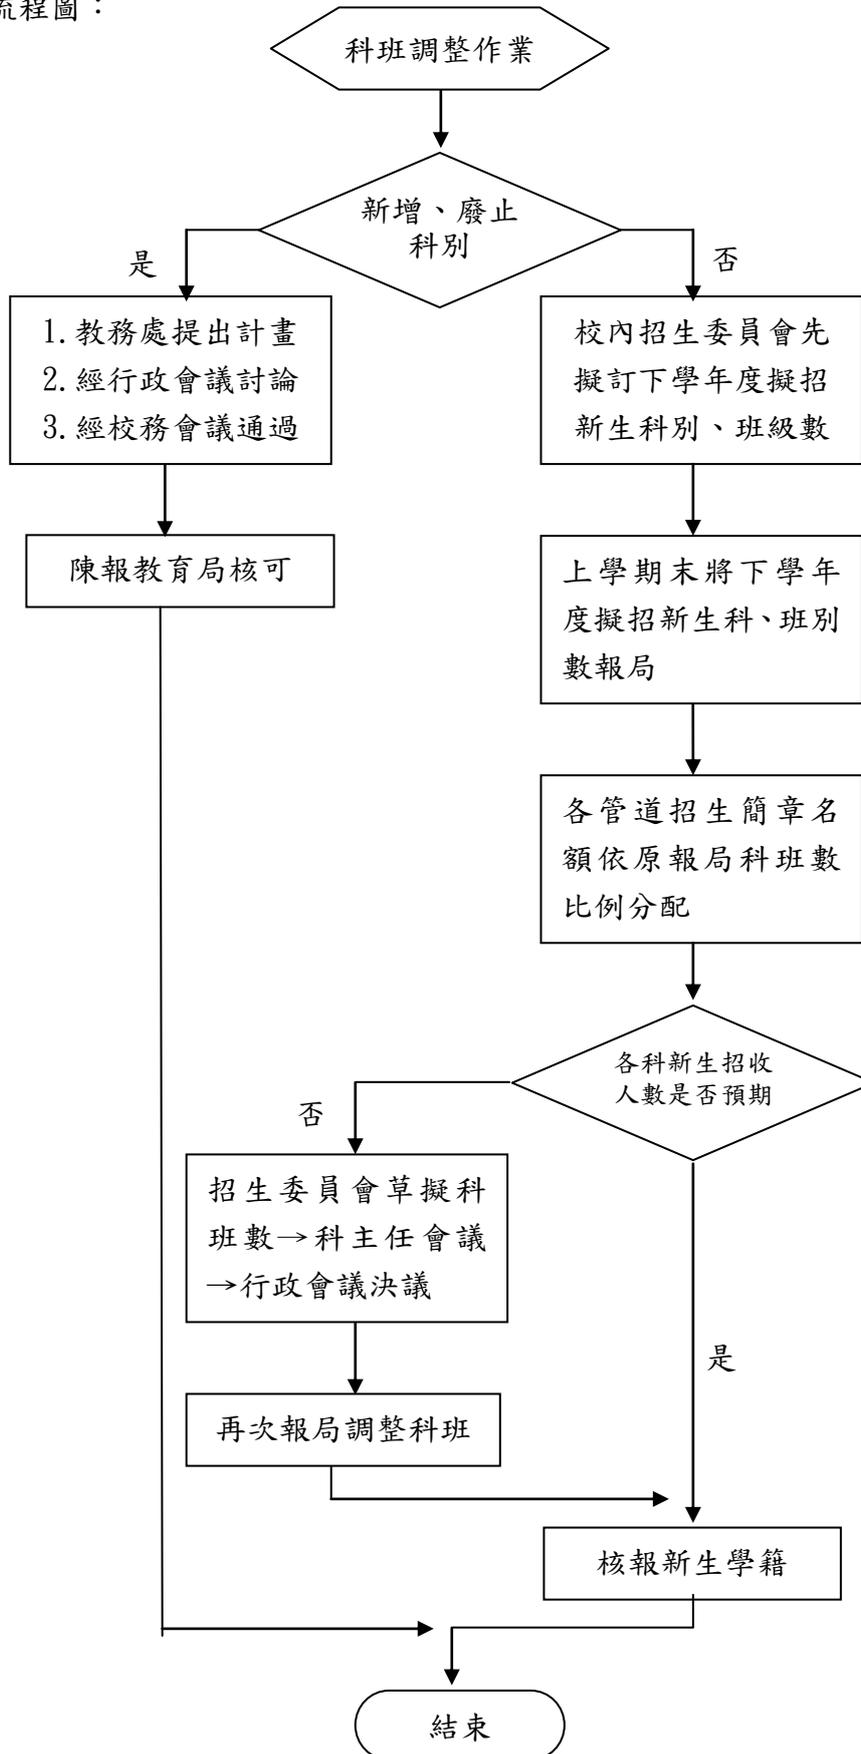 流程圖：
科班調整作業
新增、廢止
科別
是
否
1.教務處提出計畫
2.經行政會議討論
3.經校務會議通過
校內招生委員會先
擬訂下學年度擬招
新生科別、班級數
陳報教育局核可
上學期末將下學年
度擬招新生科、班別
數報局
各管道招生簡章名
額依原報局科班數
比例分配
各科新生招收
人數是否預期
否
招生委員會草擬科
班數→科主任會議
→行政會議決議
是
再次報局調整科班
核報新生學籍
結束